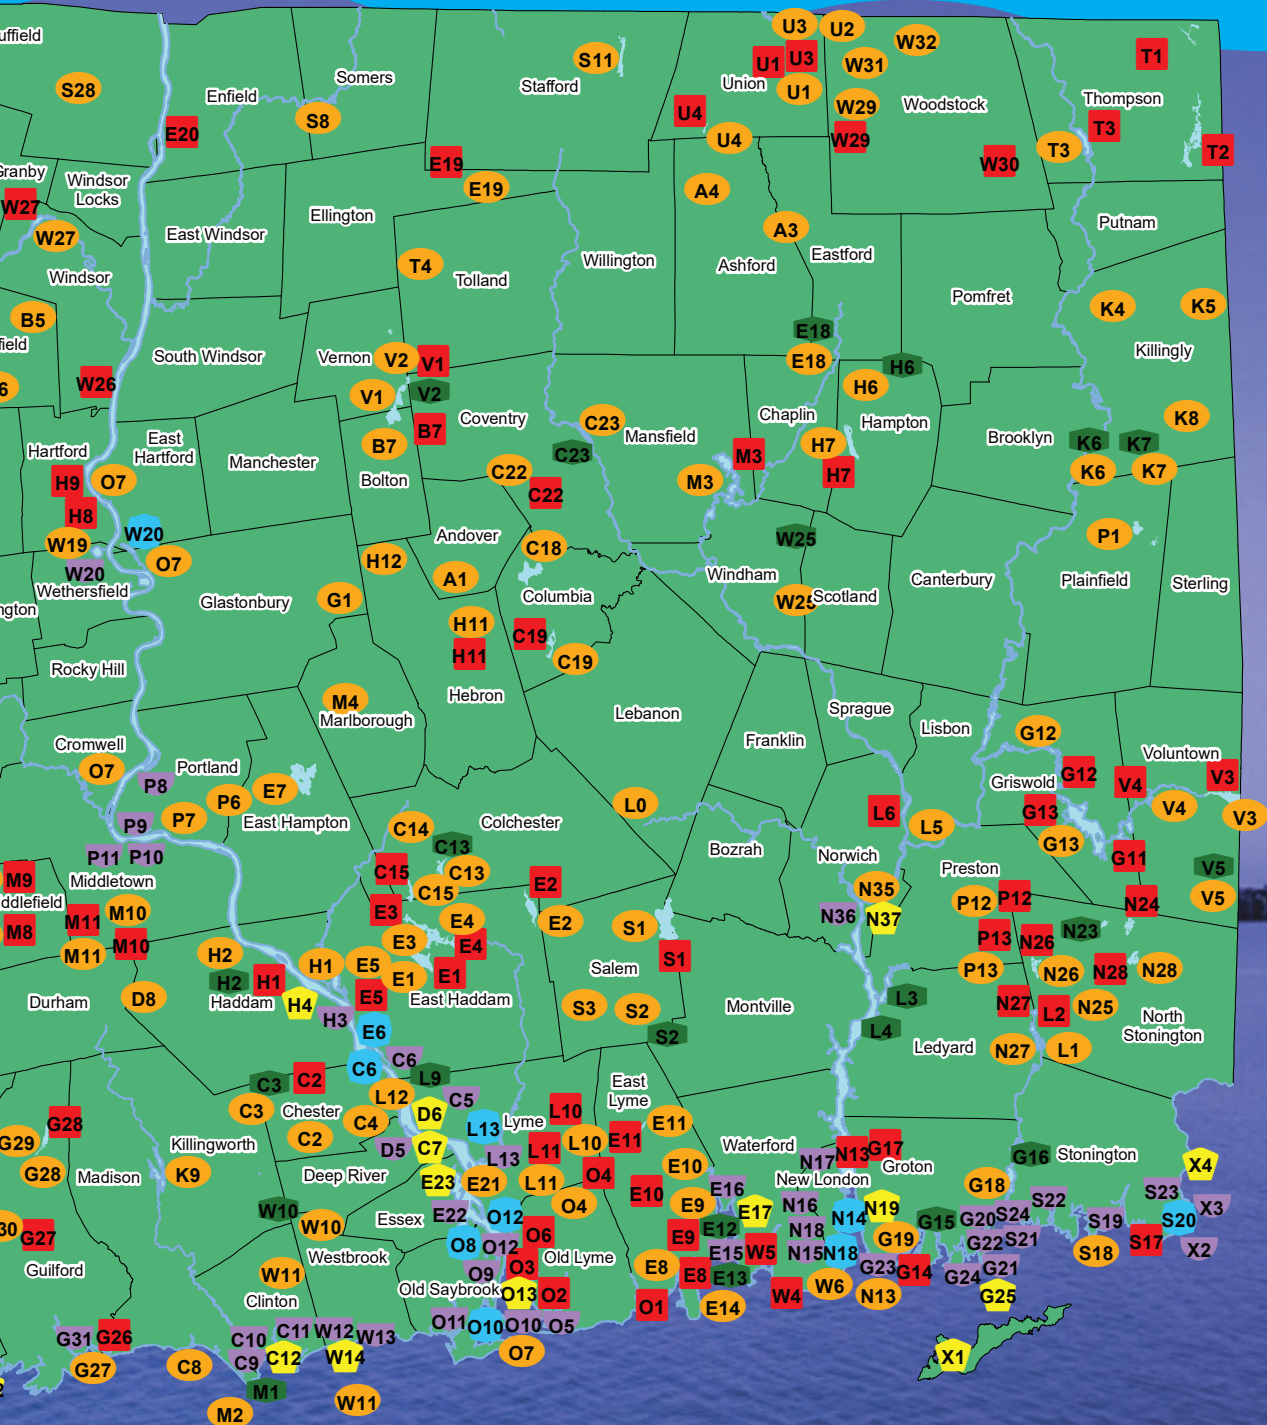 U3
U2
W32
uffield
S11
U1
U3
T1
Somers
W31
S28
Stafford
Union
U1
Enfield
Thompson
W29
Woodstock
U4
S8
T3
E20
U4
W29
T3
T2
E19
W30
Granby
Windsor
Locks
E19
A4
W27
Ellington
Putnam
W27
East Windsor
A3
Eastford
Willington
Ashford
T4
Tolland
Windsor
Pomfret
K4
K5
B5
E18
field
South Windsor
Vernon
V2
V1
E18
H6
Killingly
W26
6
V1
V2
H6
Coventry
C23
Chaplin
Hampton
K8
B7
East
Hartford
B7
Mansfield
Brooklyn
K6
K7
Hartford
H7
C23
M3
Manchester
Bolton
C22
K6
K7
H9
O7
C22
M3
H7
H8
W20
Andover
P1
W19
C18
W25
H12
O7
W20
A1
Windham
Canterbury
Plainfield
Sterling
Wethersfield
Glastonbury
G1
Columbia
W25
Scotland
ngton
H11
C19
H11
C19
Rocky Hill
Hebron
M4
Marlborough
Lebanon
Sprague
Lisbon
G12
Cromwell
Franklin
Voluntown
O7
Portland
G12
V3
P8
E7
Griswold
V4
P6
L0
L6
G13
V4
P9
P7
East Hampton
C14
Colchester
L5
V3
C13
G13
P11
P10
Bozrah
Norwich
G11
C15
C13
Preston
V5
M9
Middletown
E2
C15
N35
P12
P12
V5
ddlefield
N24
M10
E3
N36
N37
M11
E4
E2
S1
M8
E3
P13
N26
N23
M10
E4
M11
H2
S1
H1
E5
E1
E1
Salem
P13
N26
N28
N28
H2
H1
Durham
D8
Haddam
H4
E5
East Haddam
L3
N27
S3
S2
Montville
L2
N25
H3
North
Stonington
E6
S2
L4
Ledyard
N27
L1
C6
C6
L9
C3
C2
East
Lyme
L12
C5
C3
Chester
D6
L10
G28
C4
L13
Lyme
E11
G29
Killingworth
C2
D5
C7
L10
E11
Waterford
N13
G17
L11
G16
Stonington
L13
N17
Groton
G28
Madison
K9
Deep River
O4
E10
X4
E23
E21
L11
New London
G18
E10
E16
S23
W10
Essex
E22
O4
E9
N16
N19
S22
X3
O12
E17
N14
G20
S24
W10
E12
N18
G15
S19
S20
30
G27
O6
E9
G19
O8
O12
E15
W5
N15
N18
G22
S21
S17
Westbrook
Old Lyme
S18
X2
Guilford
O3
E8
G23
G14
G21
W11
O9
E8
E13
G24
Old Saybrook
O13
O2
W4
W6
N13
G25
Clinton
O1
E14
O11
O10
O10
O5
G31
G26
C10
C11
W12
W13
O7
C9
C12
W14
X1
G27
C8
2
M1
W11
M2